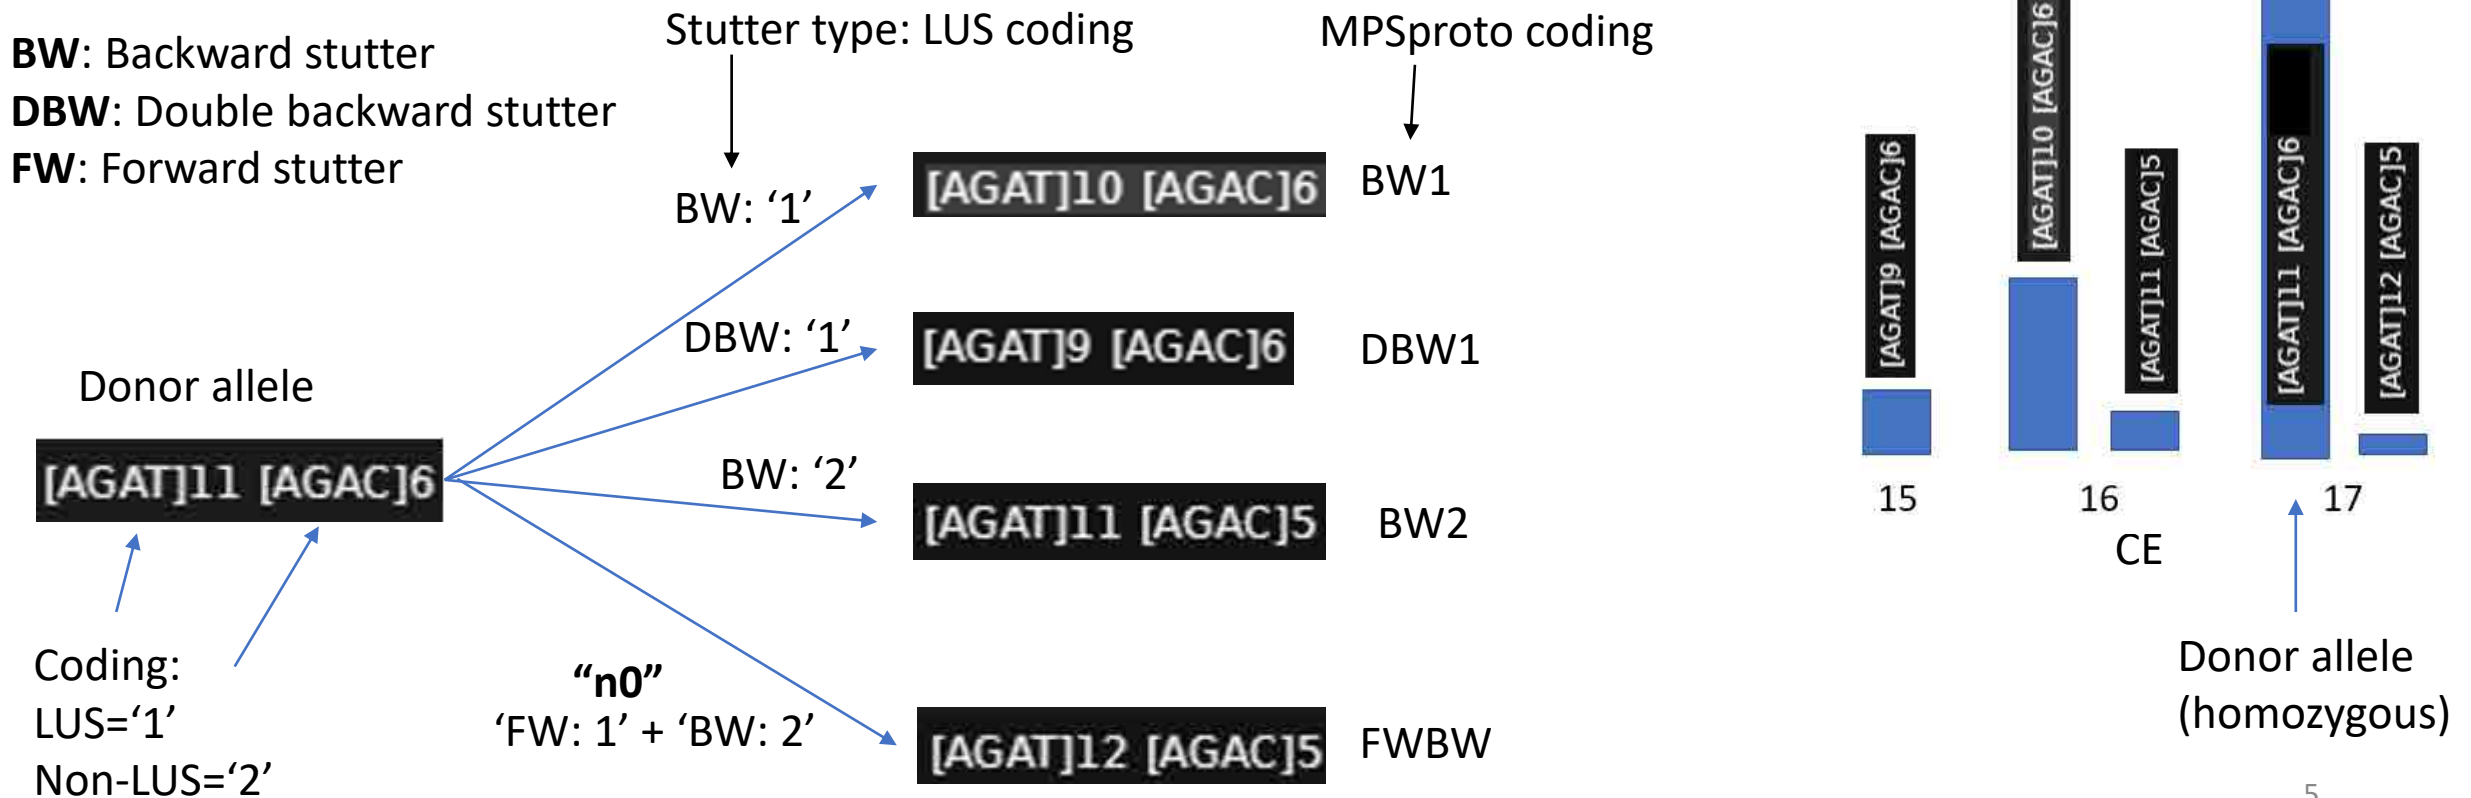 BW: Backward stutter
DBW: Double backward stutter
FW: Forward stutter
Stutter type: LUS coding
MPSproto coding
BW: ‘1’
[AGAT]10 [AGAC]6
BW1
DBW: ‘1’
[AGAT]9 [AGAC]6
DBW1
Donor allele
[AGAT]11 [AGAC]6
BW: ‘2’
[AGAT]11 [AGAC]5
BW2
Coding:
LUS=‘1’
Non-LUS=‘2’
“n0”
‘FW: 1’ + ‘BW: 2’
[AGAT]12 [AGAC]5
FWBW
[AGAT]9 [AGAC]6
[AGAT]10 [AGAC]6
[AGAT]11 [AGAC]5
[AGAT]11 [AGAC]6
[AGAT]12 [AGAC]5
15
16
17
CE
Donor allele
(homozygous)
5